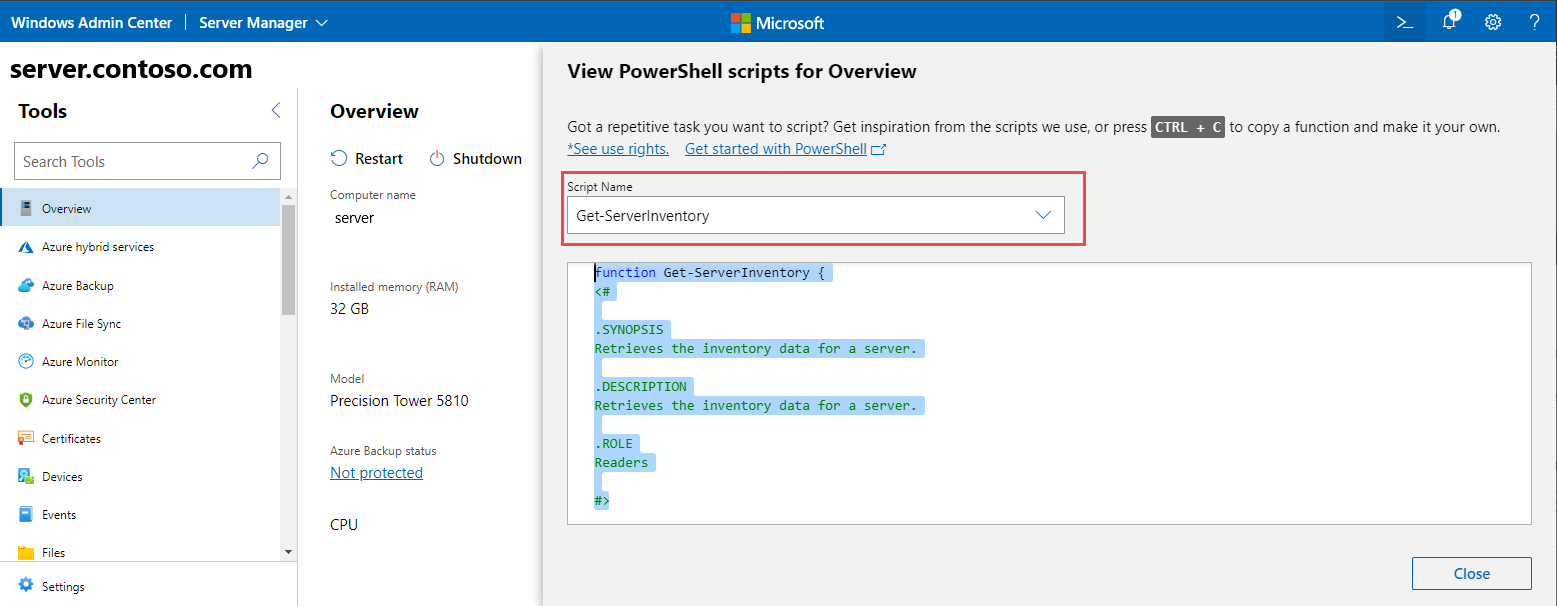 Windows Admin Center Server Manager Microsoft >_ 1 ?
server.contoso.com
Tools
Search Tools
Overview
Azure hybrid services
Azure Backup
Azure File Sync
Azure Monitor
Azure Security Center
Certificates
Devices
Events
Files
Settings
Overview
Restart Shutdown
Computer name
server
Installed memory (RAM)
32 GB
Model
Precision Tower 5810
Azure Backup status
Not protected
CPU
View PowerShell scripts for Overview
Got a repetitive task you want to script? Get inspiration from the scripts we use, or press CTRL + C to copy a function and make it your own.
*See use rights. Get started with PowerShell
Script Name
Get-ServerInventory
function Get-ServerInventory {
<#
.SYNOPSIS
Retrieves the inventory data for a server.
.DESCRIPTION
Retrieves the inventory data for a server.
.ROLE
Readers
#>
Close